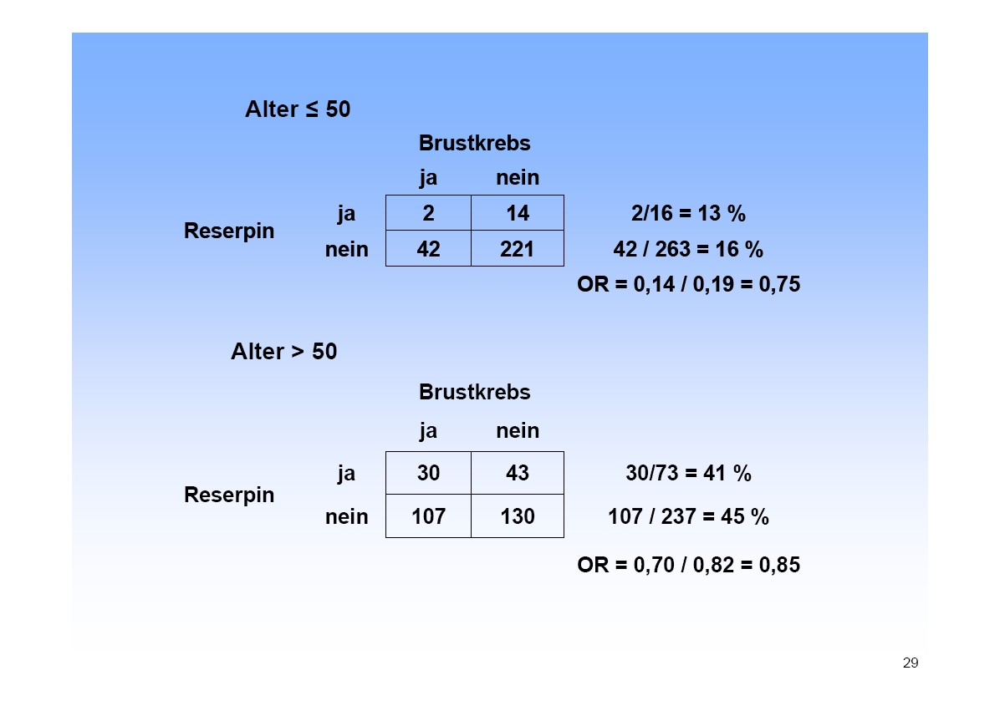 Alter ≤ 50
Brustkrebs
ja nein
ja 2 14 2/16 = 13 %
Reserpin
nein 42 221 42 / 263 = 16 %
OR = 0,14 / 0,19 = 0,75
Alter > 50
Brustkrebs
ja nein
ja 30 43 30/73 = 41 %
Reserpin
nein 107 130 107 / 237 = 45 %
OR = 0,70 / 0,82 = 0,85
29